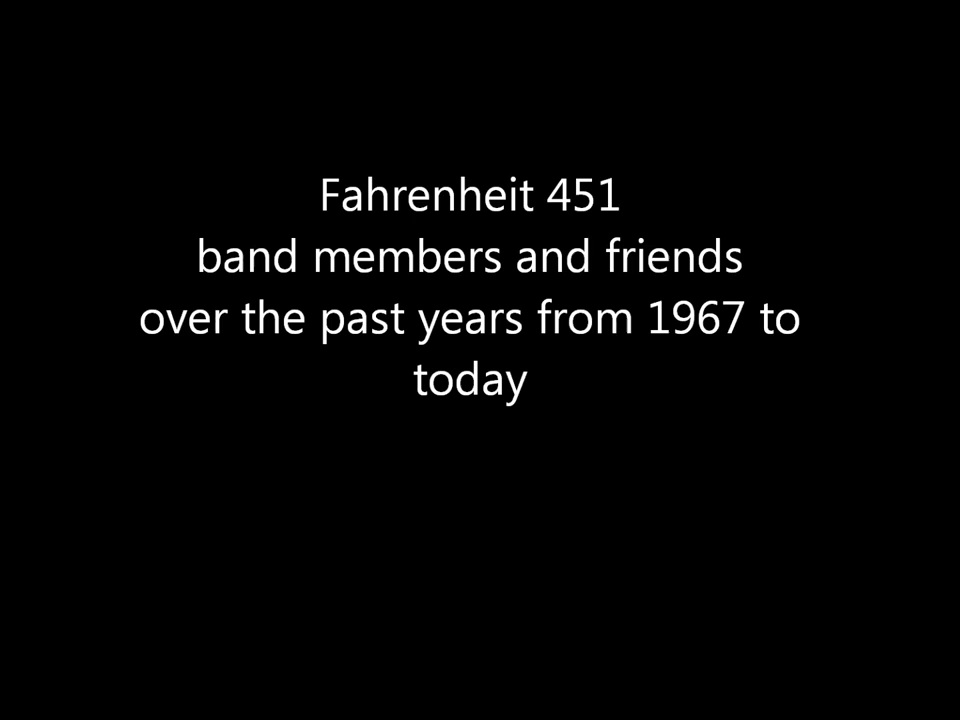 Fahrenheit 451
band members and friends
over the past years from 1967 to
today